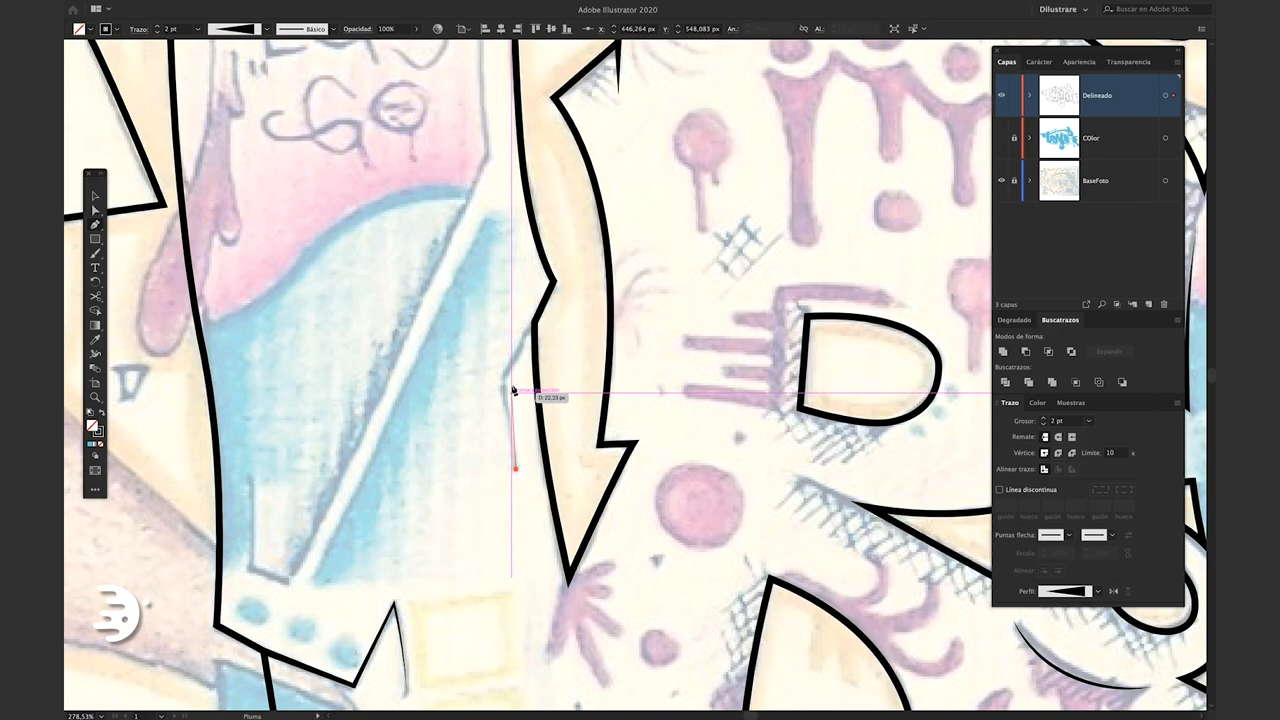 Adobe Illustrator 2020
Dilustrare
Buscar en Adobe Stock
Trazo: 2 pt Básico Opacidad: 100% X: 446,264 px Y: 548,083 px An.: AL:
Capas Carácter Apariencia Transparencia
Delineado
COlor
BaseFoto
3 capas
Degradado Buscatrazos
Modos de forma:
Expandir
Buscatrazos:
Trazo Color Muestras
Grosor: 2 pt
Remate:
Vértice: Límite: 10 x
Alinear trazo:
Línea discontinua
guión hueco guión hueco guión hueco
Puntas flecha:
Escala:
Alinear:
Perfil:
D: 22,23 px
278,53% 1 Pluma